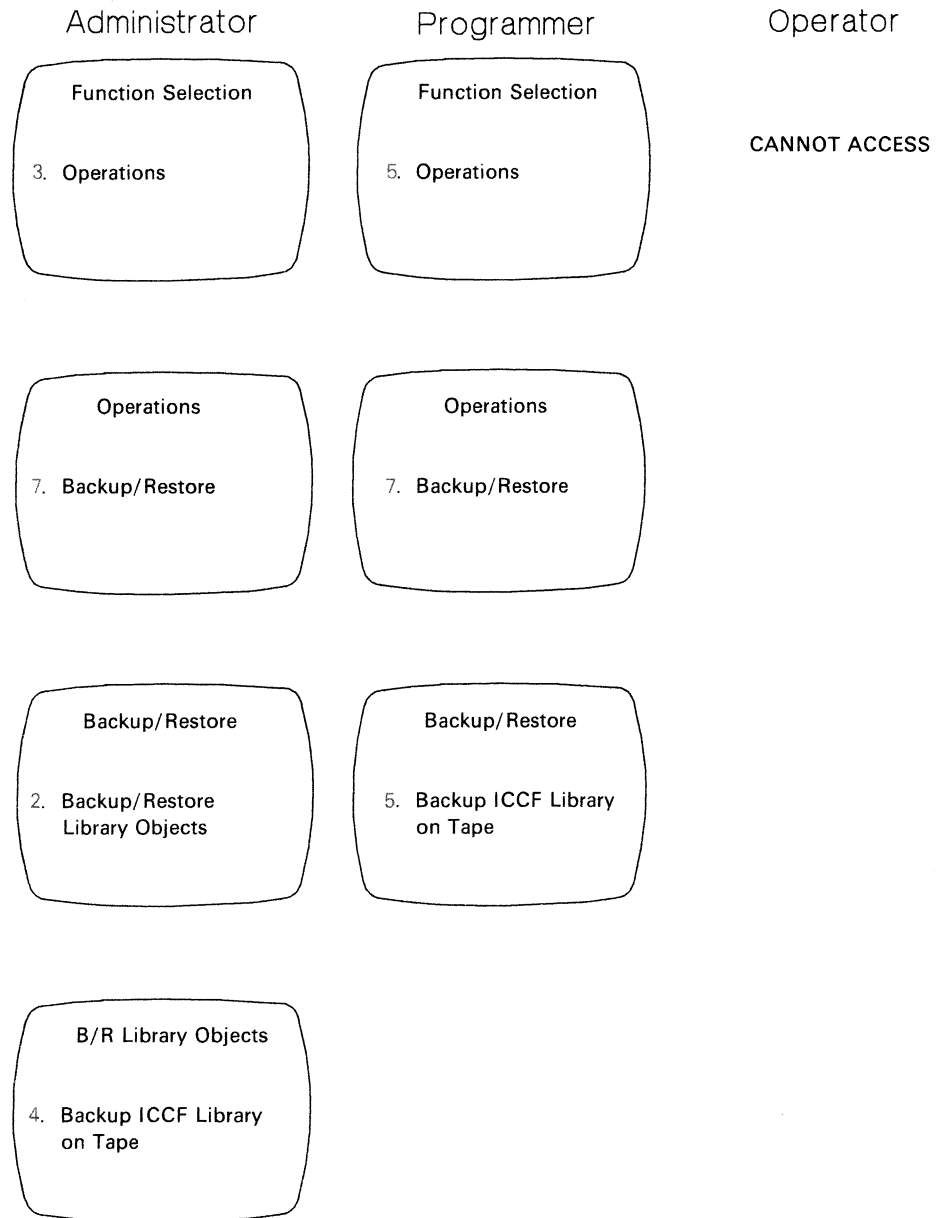 Administrator
Function Selection
3. Operations
Operations
7. Backup/Restore
Backup/Restore
2. Backup/Restore
Library Objects
B/R Library Objects
4. Backup ICCF Library
on Tape
Programmer
Function Selection
5. Operations
Operations
7. Backup/Restore
Backup/Restore
5. Backup ICCF Library
on Tape
Operator
CANNOT ACCESS